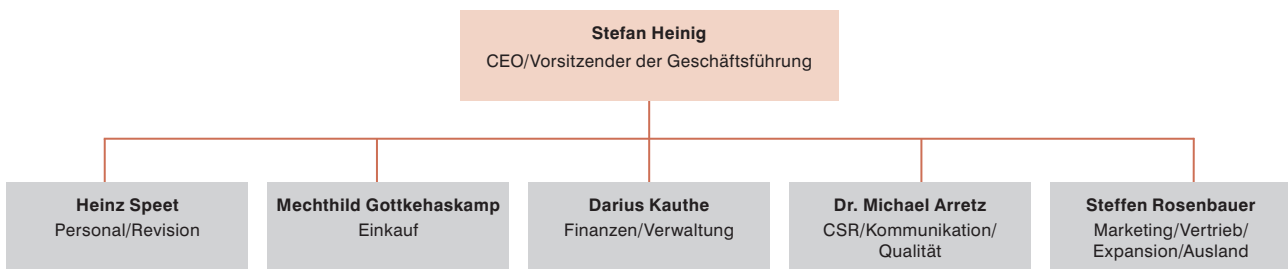 Stefan Heinig
CEO/Vorsitzender der Geschäftsführung
Heinz Speet
Personal/Revision
Mechthild Gottkehaskamp
Einkauf
Darius Kauthe
Finanzen/Verwaltung
Dr. Michael Arretz
CSR/Kommunikation/
Qualität
Steffen Rosenbauer
Marketing/Vertrieb/
Expansion/Ausland